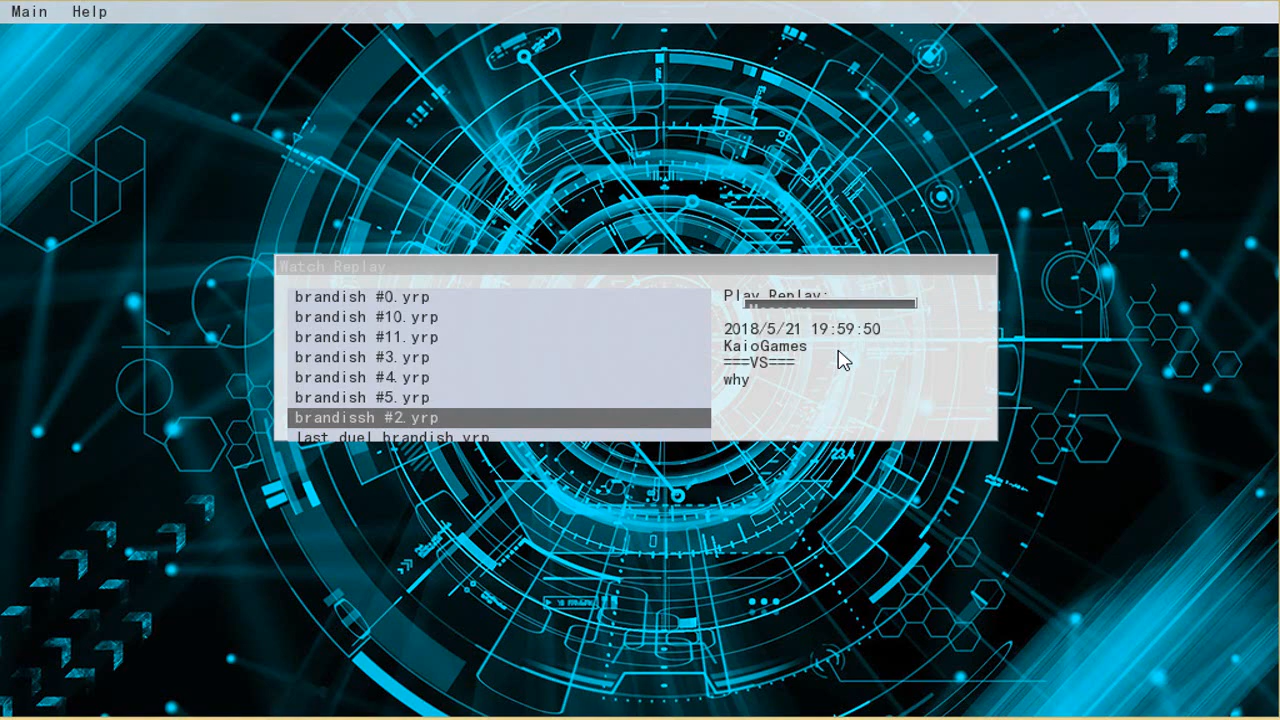 Main Help
Watch Replay
brandish #0.yrp
brandish #10.yrp
brandish #11.yrp
brandish #3.yrp
brandish #4.yrp
brandish #5.yrp
brandissh #2.yrp
last duel brandish.yrp
Play Replay:
2018/5/21 19:59:50
KaioGames
===VS===
why
234